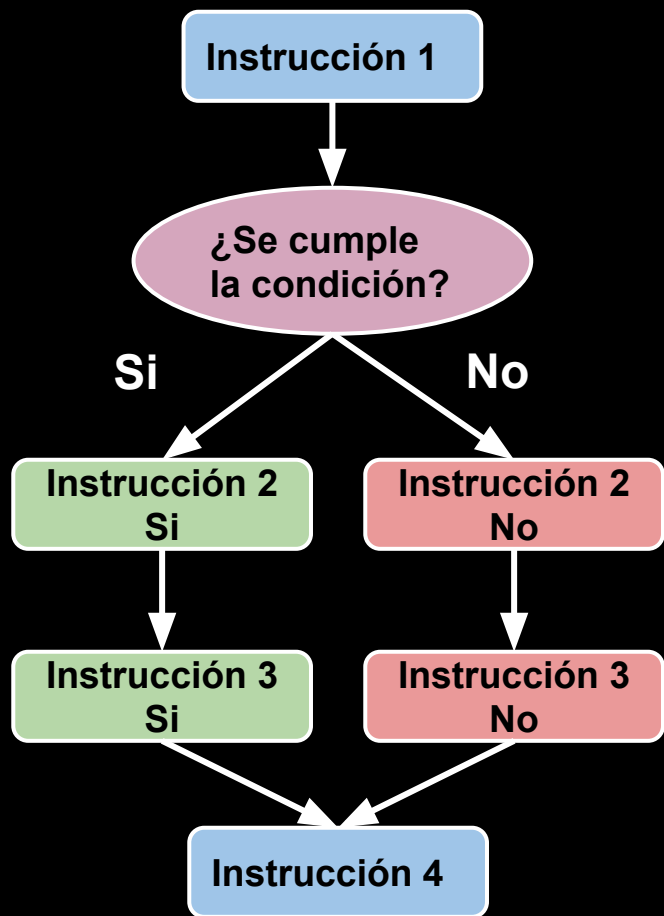 Instrucción 1
¿Se cumple
la condición?
Si
No
Instrucción 2
Si
Instrucción 2
No
Instrucción 3
Si
Instrucción 3
No
Instrucción 4